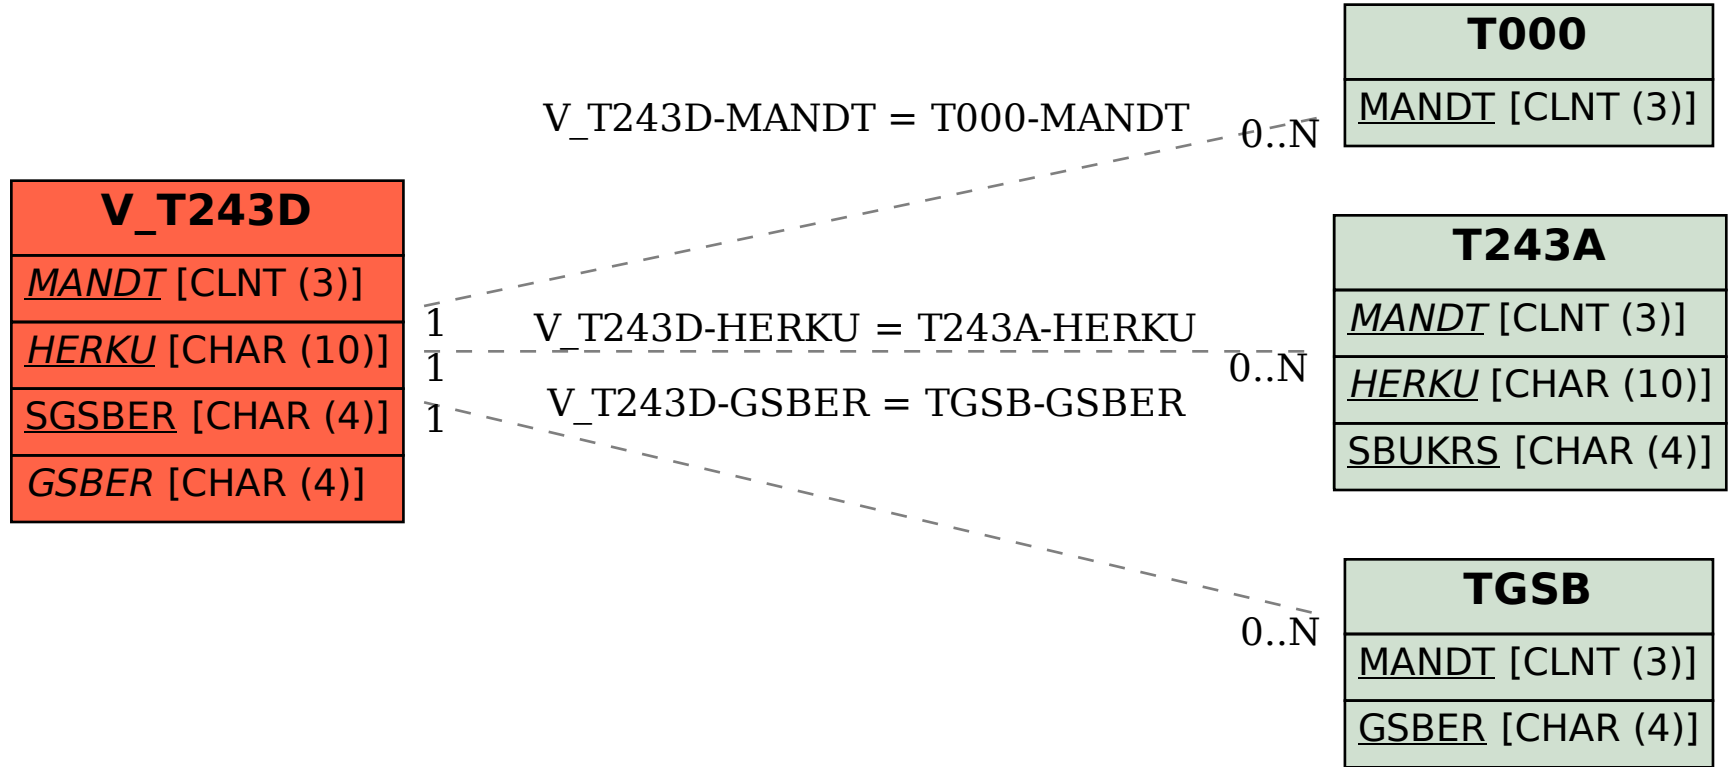 V_T243D
MANDT [CLNT (3)]
HERKU [CHAR (10)]
SGSBER [CHAR (4)]
GSBER [CHAR (4)]
V_T243D-MANDT = T000-MANDT
1
0..N
V_T243D-HERKU = T243A-HERKU
1
0..N
V_T243D-GSBER = TGSB-GSBER
1
0..N
T000
MANDT [CLNT (3)]
T243A
MANDT [CLNT (3)]
HERKU [CHAR (10)]
SBUKRS [CHAR (4)]
TGSB
MANDT [CLNT (3)]
GSBER [CHAR (4)]